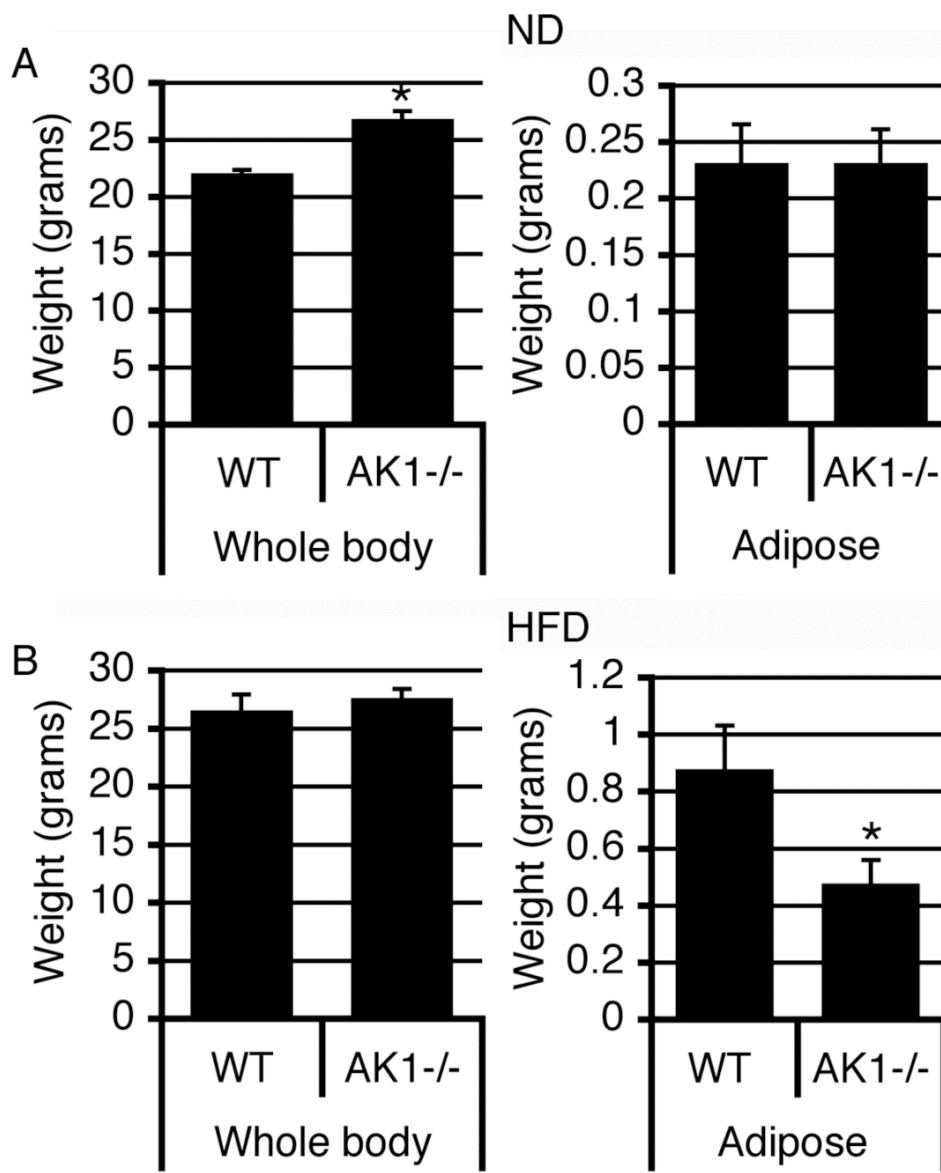 ND
A
Weight (grams)
30
25
20
15
10
5
0
*
WT
AK1-/-
Whole body
Weight (grams)
0.3
0.25
0.2
0.15
0.1
0.05
0
WT
AK1-/-
Adipose
HFD
B
Weight (grams)
30
25
20
15
10
5
0
WT
AK1-/-
Whole body
Weight (grams)
1.2
1
0.8
0.6
0.4
0.2
0
*
WT
AK1-/-
Adipose